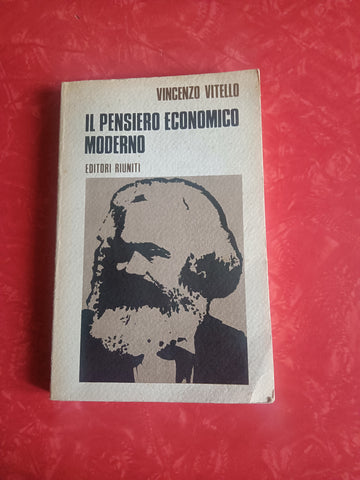 VINCENZO VITELLO
IL PENSIERO ECONOMICO
MODERNO
EDITORI RIUNITI